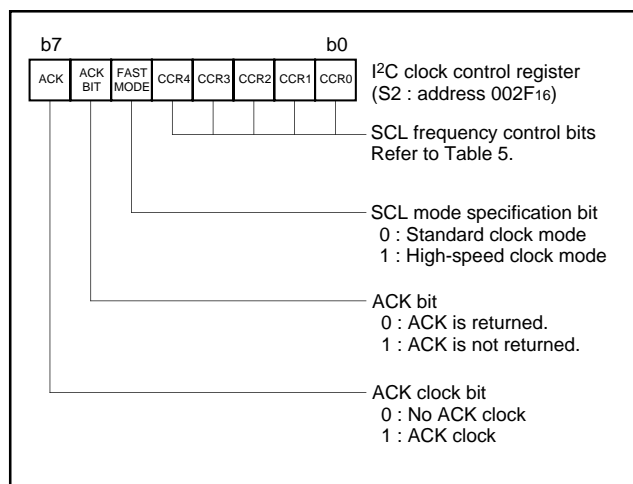 b7 b0
ACK ACK BIT FAST MODE CCR4 CCR3 CCR2 CCR1 CCR0
I²C clock control register
(S2 : address 002F₁₆)
SCL frequency control bits
Refer to Table 5.
SCL mode specification bit
0 : Standard clock mode
1 : High-speed clock mode
ACK bit
0 : ACK is returned.
1 : ACK is not returned.
ACK clock bit
0 : No ACK clock
1 : ACK clock